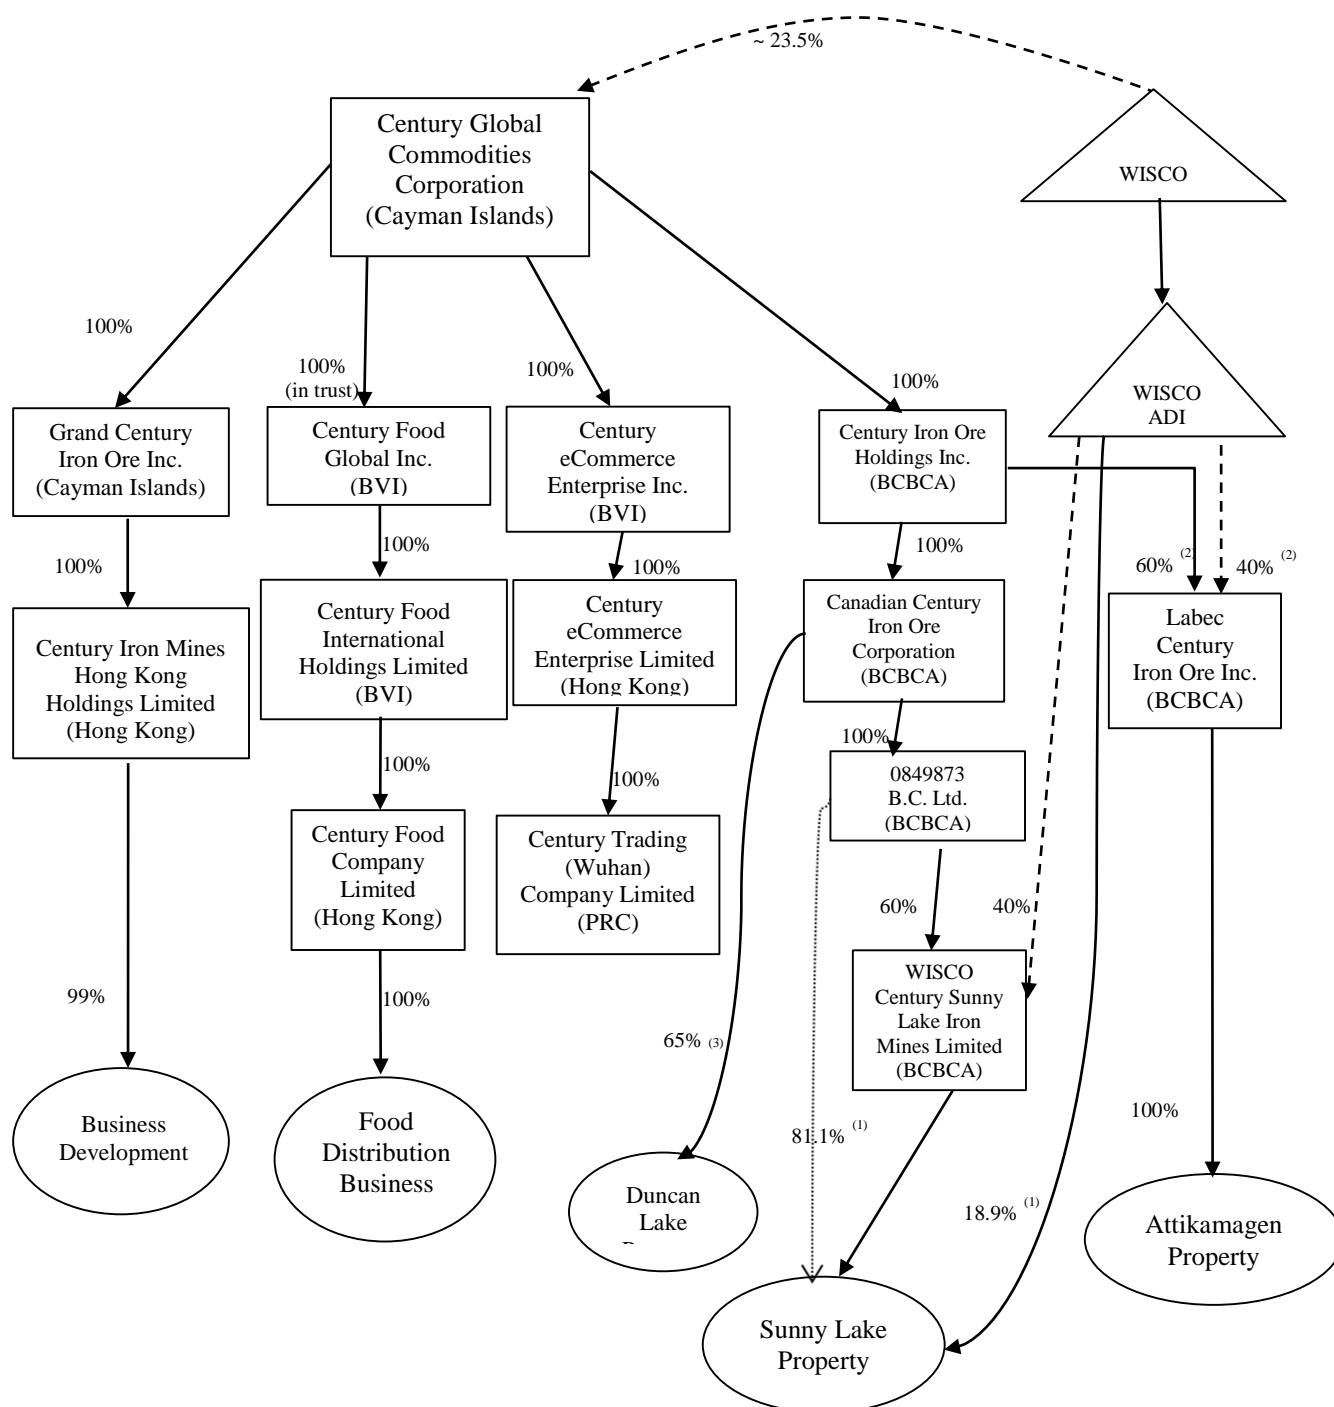 ~ 23.5%
Century Global
Commodities
Corporation
(Cayman Islands)
WISCO
100%
100%
(in trust)
100%
100%
WISCO
ADI
Grand Century
Iron Ore Inc.
(Cayman Islands)
Century Food
Global Inc.
(BVI)
Century
eCommerce
Enterprise Inc.
(BVI)
Century Iron Ore
Holdings Inc.
(BCBCA)
100%
100%
100%
100%
60% (2)
40% (2)
Century Iron Mines
Hong Kong
Holdings Limited
(Hong Kong)
Century Food
International
Holdings Limited
(BVI)
Century
eCommerce
Enterprise Limited
(Hong Kong)
Canadian Century
Iron Ore
Corporation
(BCBCA)
Labec
Century
Iron Ore Inc.
(BCBCA)
100%
100%
100%
0849873
B.C. Ltd.
(BCBCA)
Century Food
Company
Limited
(Hong Kong)
Century Trading
(Wuhan)
Company Limited
(PRC)
60%
40%
99%
100%
WISCO
Century Sunny
Lake Iron
Mines Limited
(BCBCA)
65% (3)
81.1% (1)
100%
18.9% (1)
Business
Development
Food
Distribution
Business
Duncan
Lake
Attikamagen
Property
Sunny Lake
Property